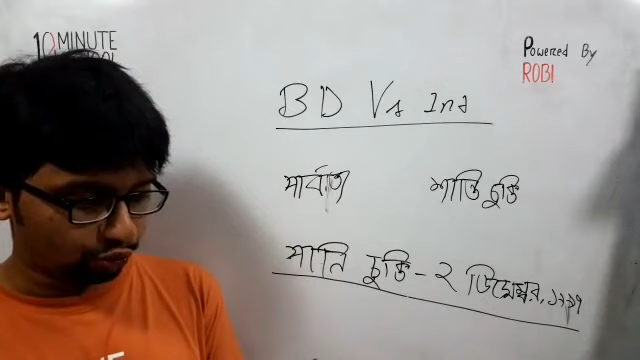 10 MINUTE
Powered By
ROBI
BD Vs Ind
পার্বত্য শান্তি চুক্তি
পানি চুক্তি - ২ ডিসেম্বর, ১৯৯৭